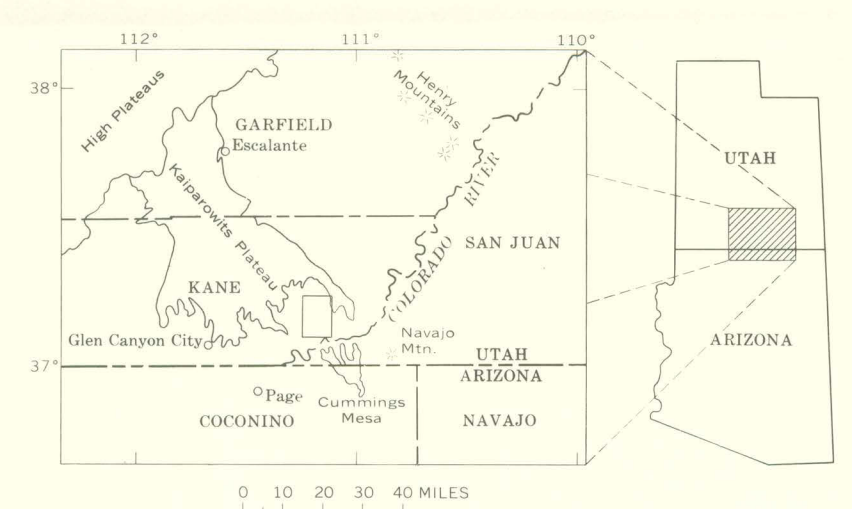 112° 111° 110°
38°
High Plateaus
Henry
Mountains
GARFIELD
Escalante
UTAH
Kaiparowits Plateau
COLORADO RIVER
SAN JUAN
KANE
Glen Canyon City
Navajo
Mtn.
UTAH
ARIZONA
37°
ARIZONA
Page
Cummings
Mesa
COCONINO
NAVAJO
0 10 20 30 40 MILES